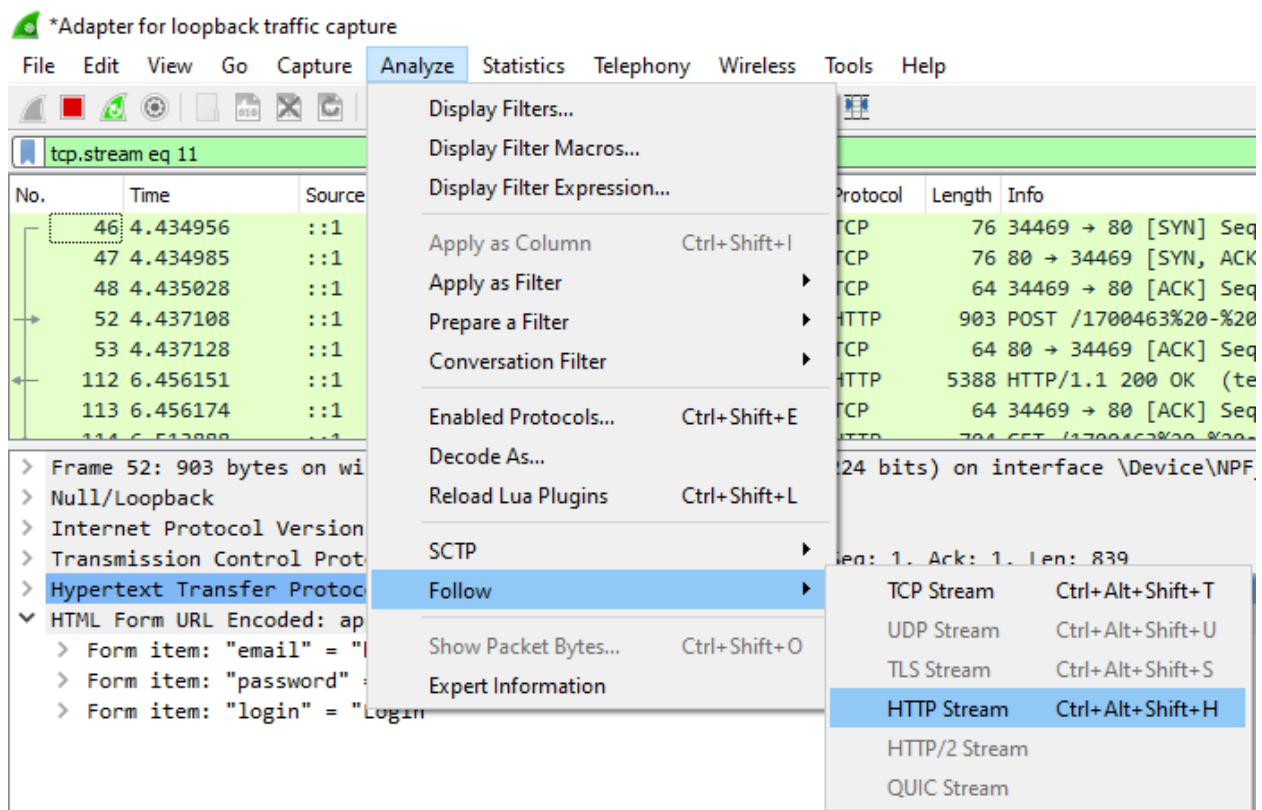 *Adapter for loopback traffic capture
File Edit View Go Capture Analyze Statistics Telephony Wireless Tools Help
tcp.stream eq 11
No. Time Source Protocol Length Info
46 4.434956 ::1 TCP 76 34469 → 80 [SYN] Seq
47 4.434985 ::1 TCP 76 80 → 34469 [SYN, ACK
48 4.435028 ::1 TCP 64 34469 → 80 [ACK] Seq
52 4.437108 ::1 HTTP 903 POST /1700463%20-%20
53 4.437128 ::1 TCP 64 80 → 34469 [ACK] Seq
112 6.456151 ::1 HTTP 5388 HTTP/1.1 200 OK (te
113 6.456174 ::1 TCP 64 34469 → 80 [ACK] Seq
Display Filters...
Display Filter Macros...
Display Filter Expression...
Apply as Column Ctrl+Shift+I
Apply as Filter
Prepare a Filter
Conversation Filter
Enabled Protocols... Ctrl+Shift+E
Decode As...
Reload Lua Plugins Ctrl+Shift+L
SCTP
Follow
Show Packet Bytes... Ctrl+Shift+O
Expert Information
TCP Stream Ctrl+Alt+Shift+T
UDP Stream Ctrl+Alt+Shift+U
TLS Stream Ctrl+Alt+Shift+S
HTTP Stream Ctrl+Alt+Shift+H
HTTP/2 Stream
QUIC Stream
Frame 52: 903 bytes on wi 24 bits) on interface \Device\NPF_
Null/Loopback
Internet Protocol Version
Transmission Control Prot Seq: 1, Ack: 1, Len: 839
Hypertext Transfer Protoc
HTML Form URL Encoded: ap
Form item: "email" = "
Form item: "password" =
Form item: "login" = "Login